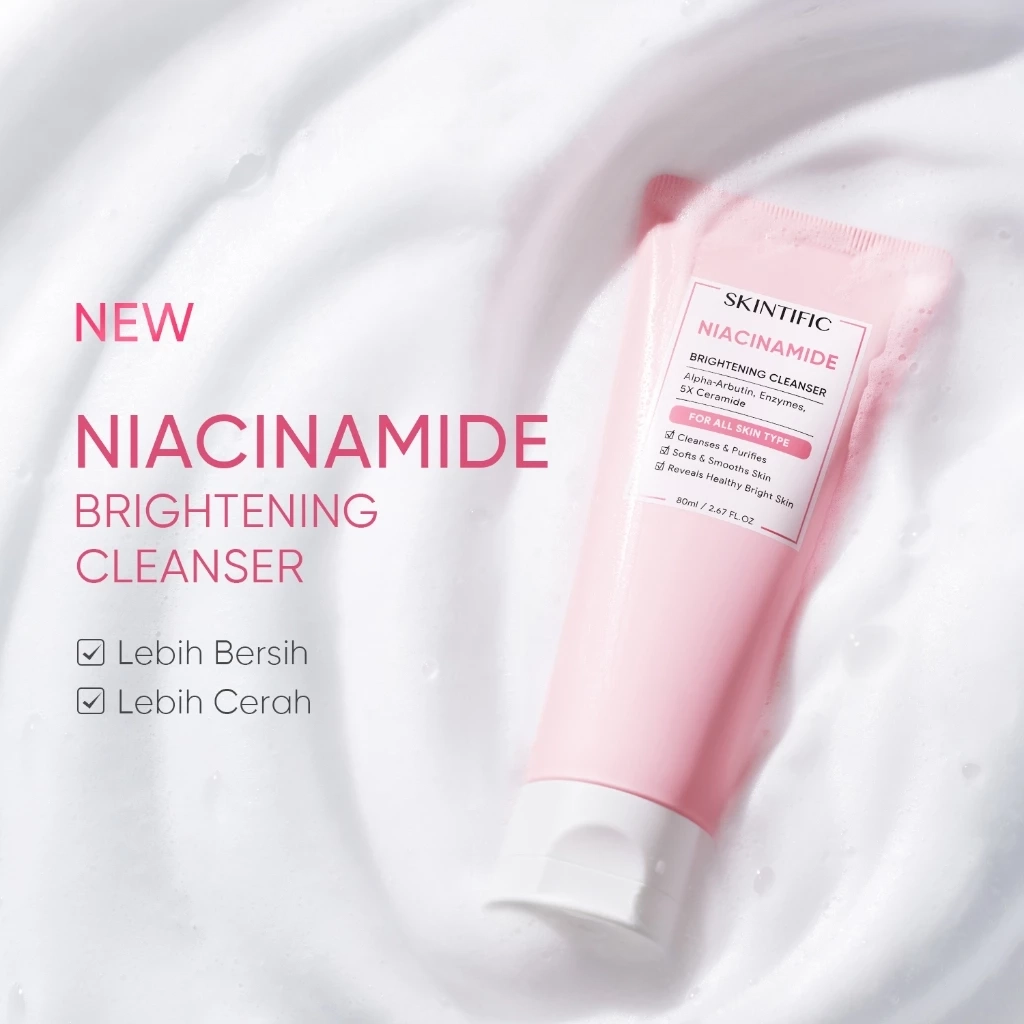 NEW
NIACINAMIDE
BRIGHTENING
CLEANSER
☑ Lebih Bersih
☑ Lebih Cerah
SKINTIFIC
NIACINAMIDE
BRIGHTENING CLEANSER
Alpha-Arbutin, Enzymes,
5X Ceramide
FOR ALL SKIN TYPE
☑ Cleanses & Purifies
☑ Softs & Smooths Skin
☑ Reveals Healthy Bright Skin
80ml / 2.67 FL.OZ